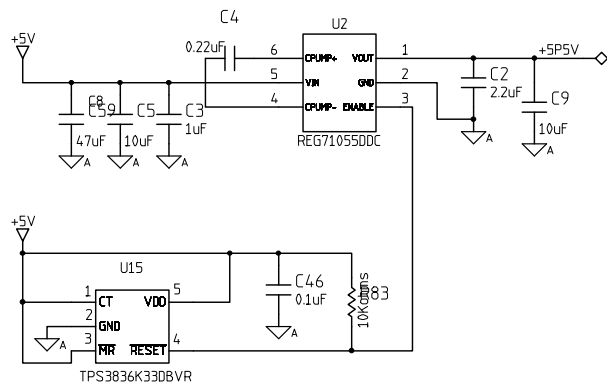 C4
U2
+5V
0.22uF
6
CPUMP+
VOUT
1
+5P5V
5
VIN
GND
2
4
CPUMP-
ENABLE
3
C8
C59
C5
C3
1uF
47uF
10uF
A
A
A
REG71055DDC
C2
2.2uF
C9
10uF
A
A
+5V
U15
1
CT
VDD
5
2
GND
3
MR
RESET
4
A
TPS3836K33DBVR
C46
0.1uF
A
10Kohms